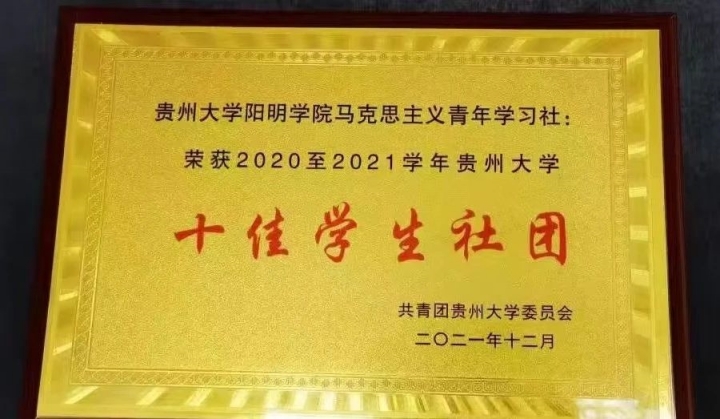 贵州大学阳明学院马克思主义青年学习社：
荣获2020至2021学年贵州大学
十佳学生社团
共青团贵州大学委员会
二〇二一年十二月